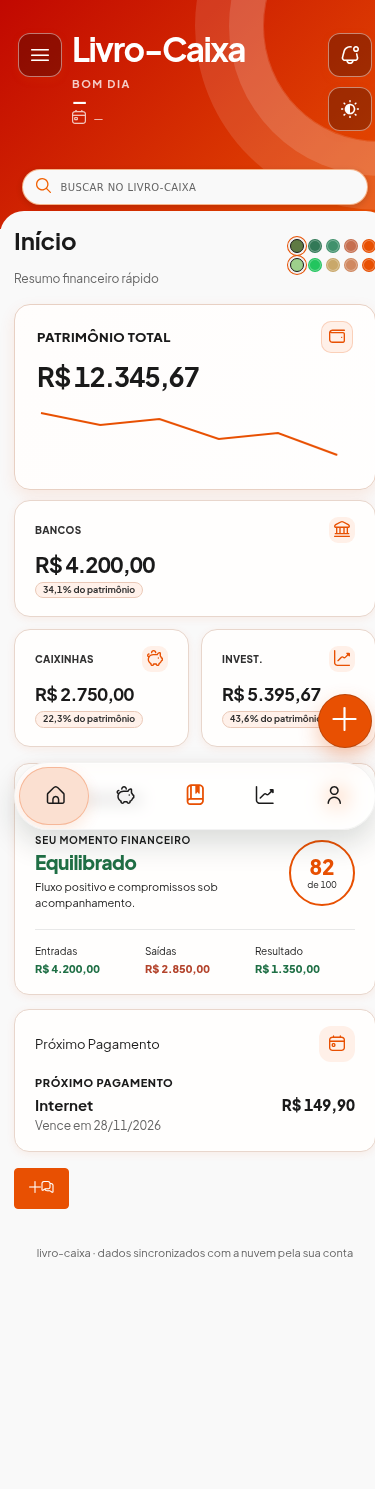 Livro-Caixa
BOM DIA
—
—
BUSCAR NO LIVRO-CAIXA
Início
Resumo financeiro rápido
PATRIMÔNIO TOTAL
R$ 12.345,67
BANCOS
R$ 4.200,00
34,1% do patrimônio
CAIXINHAS
R$ 2.750,00
22,3% do patrimônio
INVEST.
R$ 5.395,67
43,6% do patrimônio
SEU MOMENTO FINANCEIRO
Equilibrado
Fluxo positivo e compromissos sob
acompanhamento.
82
de 100
Entradas
R$ 4.200,00
Saídas
R$ 2.850,00
Resultado
R$ 1.350,00
Próximo Pagamento
PRÓXIMO PAGAMENTO
Internet
R$ 149,90
Vence em 28/11/2026
livro-caixa · dados sincronizados com a nuvem pela sua conta